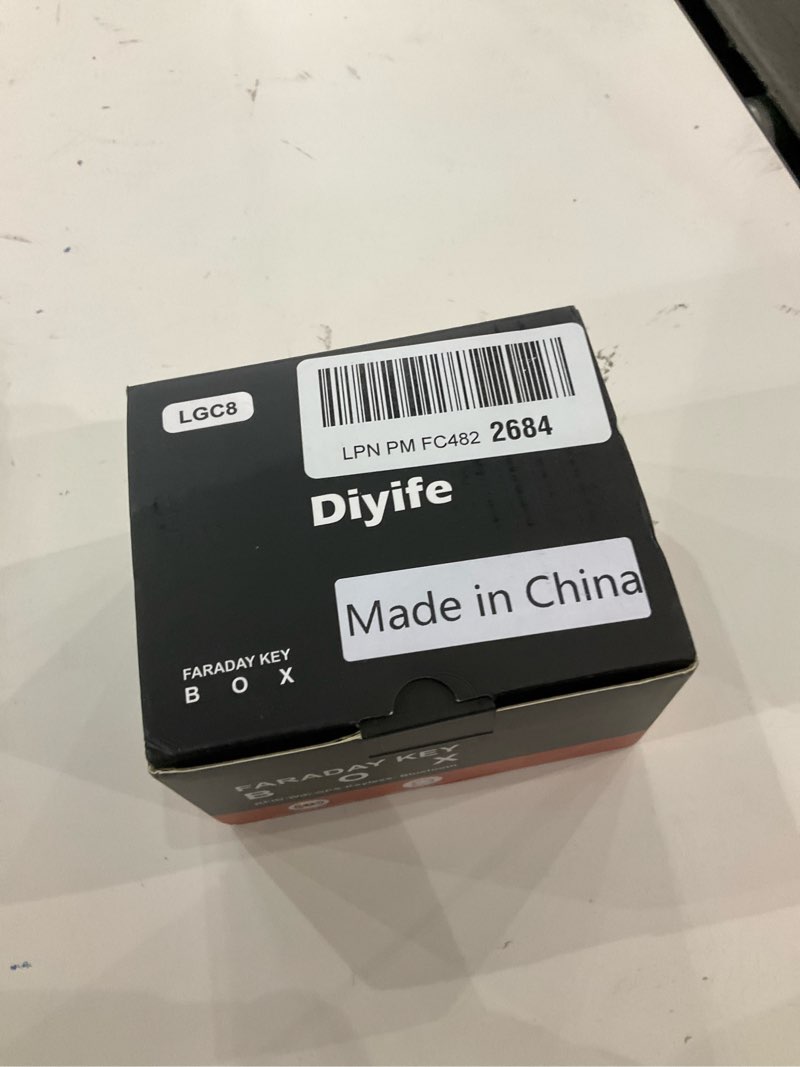 LGC8
LPN PM FC482 2684
Diyife
Made in China
FARADAY KEY
B O X
FARADAY KEY
B O X